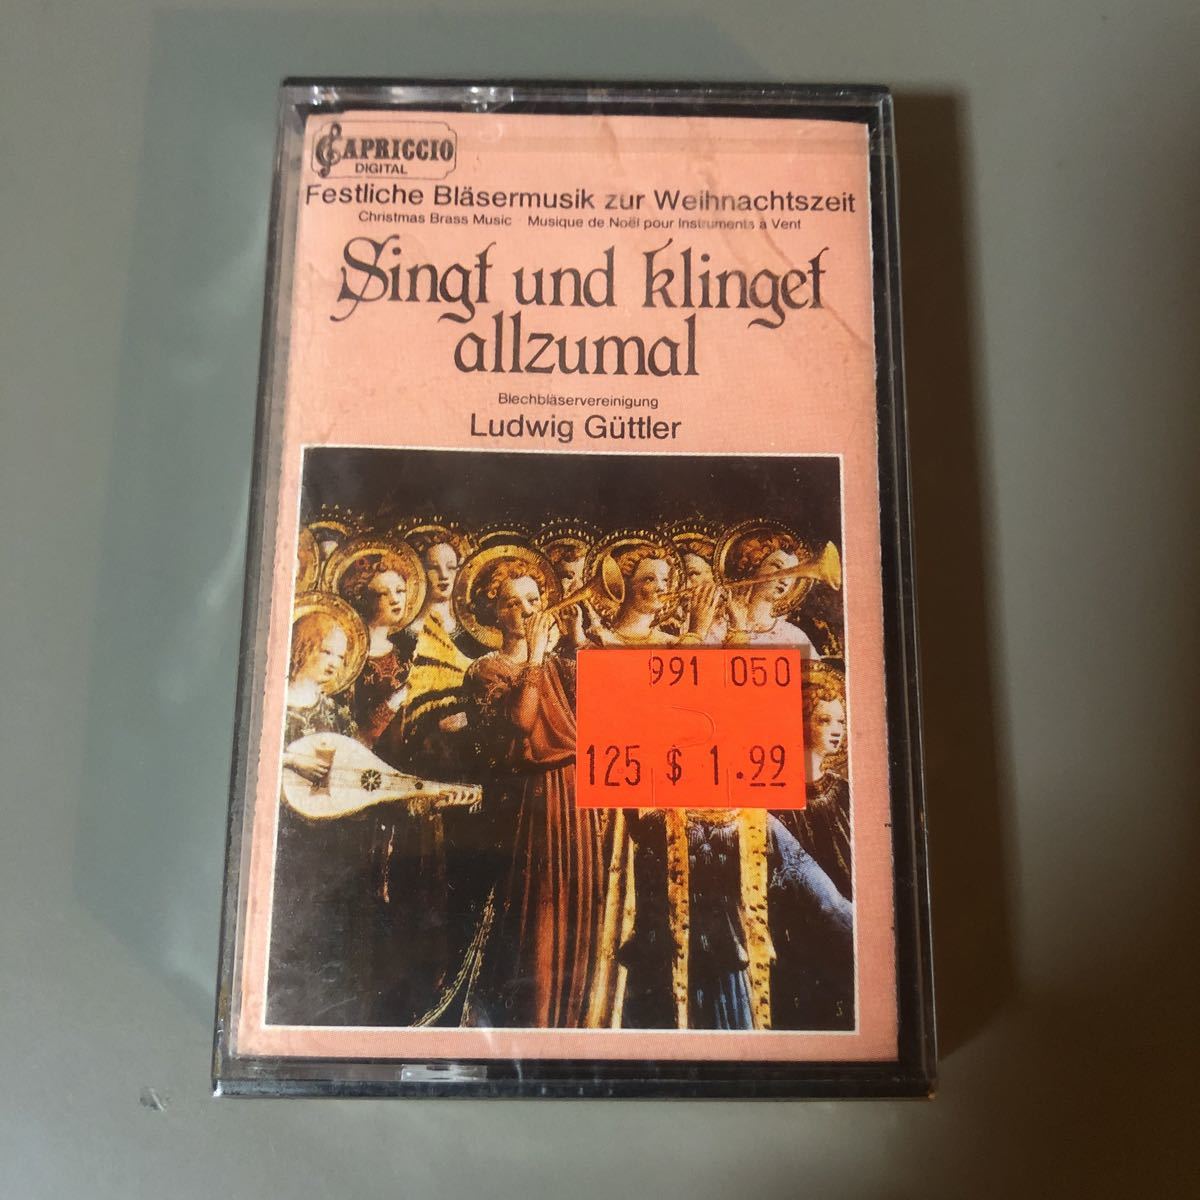 CAPRICCIO
DIGITAL
Festliche Bläsermusik zur Weihnachtszeit
Christmas Brass Music Musique de Noël pour Instruments à Vent
Singt und klinget
allzumal
Blechbläservereinigung
Ludwig Güttler
991 050
125 $ 1.99